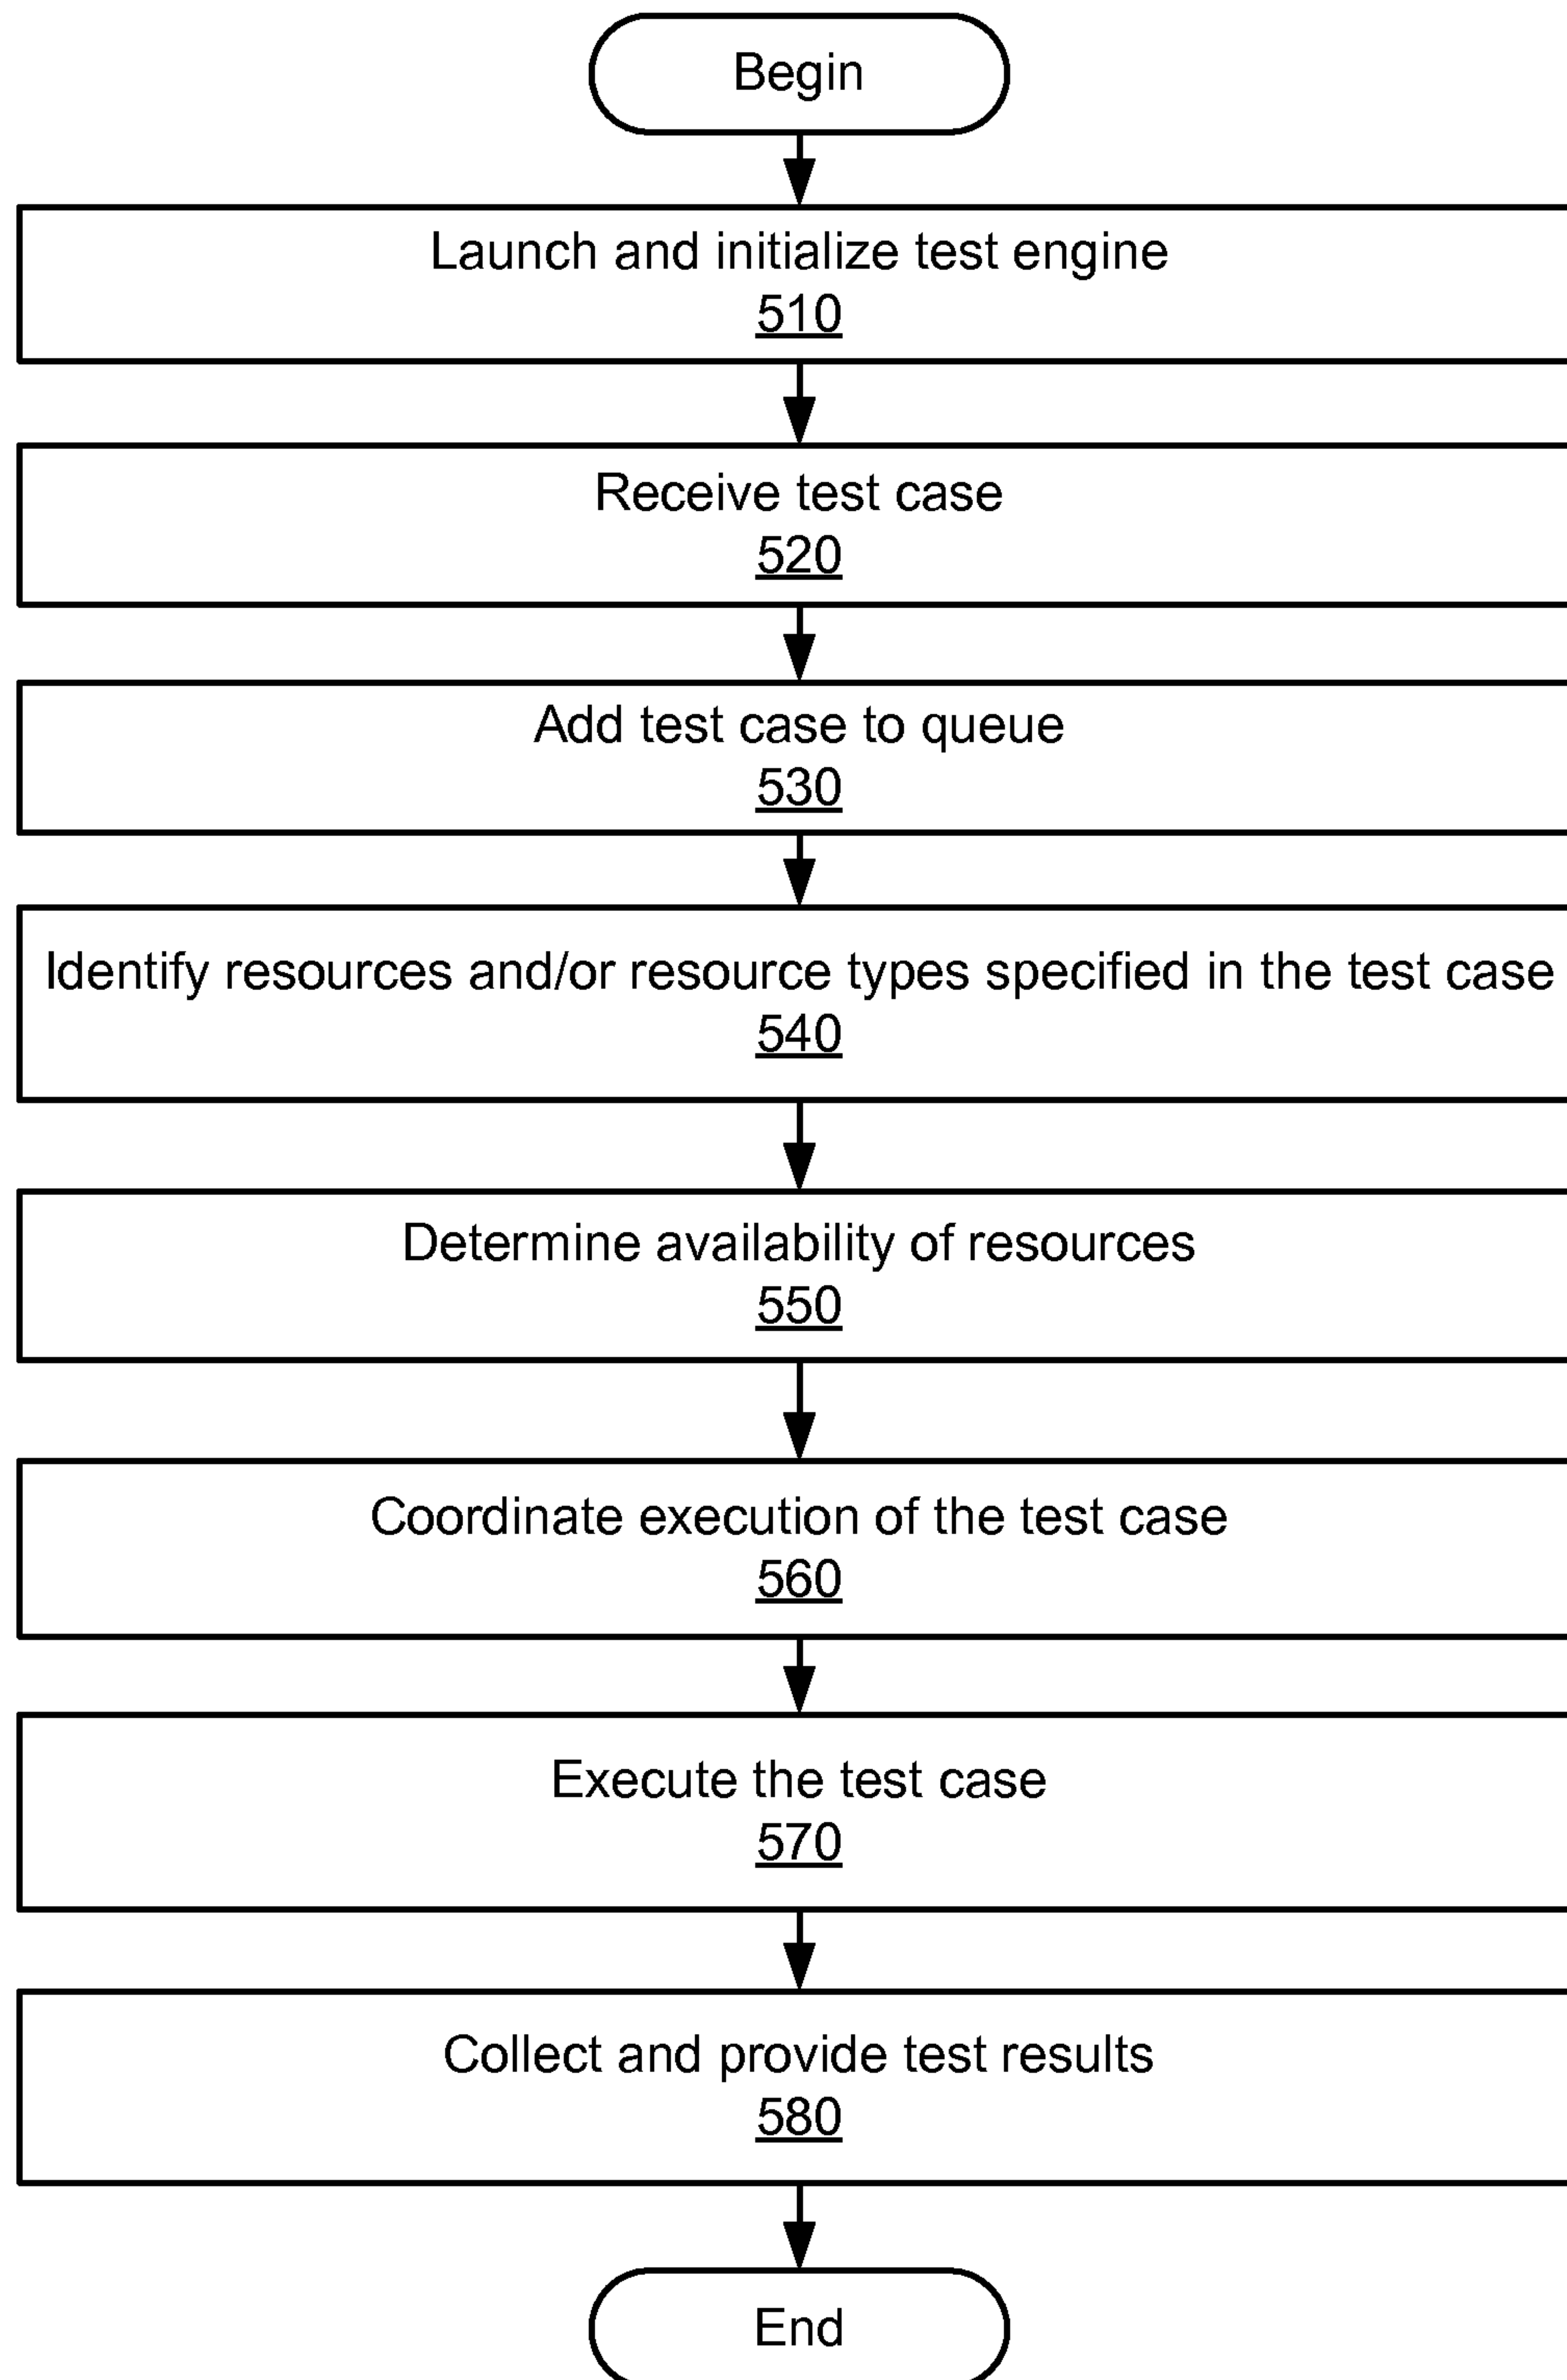 Begin
Launch and initialize test engine
510
Receive test case
520
Add test case to queue
530
Identify resources and/or resource types specified in the test case
540
Determine availability of resources
550
Coordinate execution of the test case
560
Execute the test case
570
Collect and provide test results
580
End